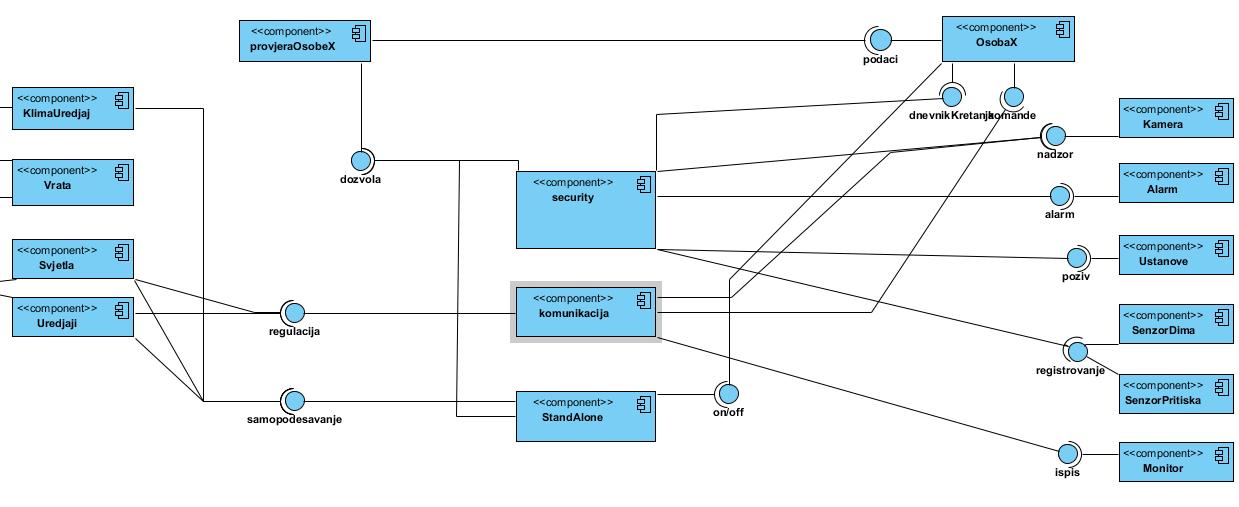 <<component>>
provjeraOsobeX
<<component>>
OsobaX
podaci
<<component>>
KlimaUredjaj
dnevnikKretanja
komande
<<component>>
Kamera
nadzor
<<component>>
Vrata
dozvola
<<component>>
security
<<component>>
Alarm
alarm
<<component>>
Svjetla
<<component>>
Ustanove
poziv
<<component>>
Uredjaji
regulacija
<<component>>
komunikacija
<<component>>
SenzorDima
registrovanje
<<component>>
SenzorPritiska
samopodesavanje
<<component>>
StandAlone
on/off
<<component>>
Monitor
ispis